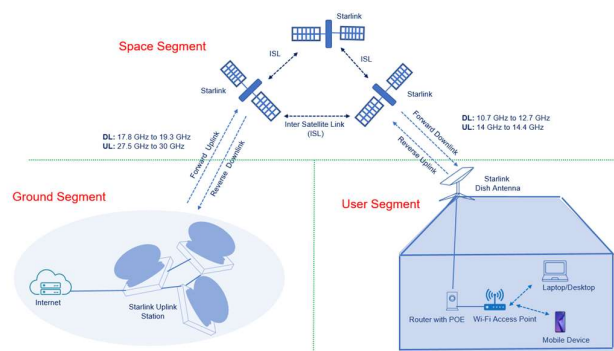 Starlink
Space Segment
ISL
ISL
Starlink
Starlink
Inter Satellite Link
(ISL)
DL: 17.8 GHz to 19.3 GHz
UL: 27.5 GHz to 30 GHz
DL: 10.7 GHz to 12.7 GHz
UL: 14 GHz to 14.4 GHz
Forward Uplink
Reverse Downlink
Forward Downlink
Reverse Uplink
Ground Segment
User Segment
Starlink
Dish Antenna
Internet
Starlink Uplink
Station
Laptop/Desktop
Router with POE
Wi-Fi Access Point
Mobile Device